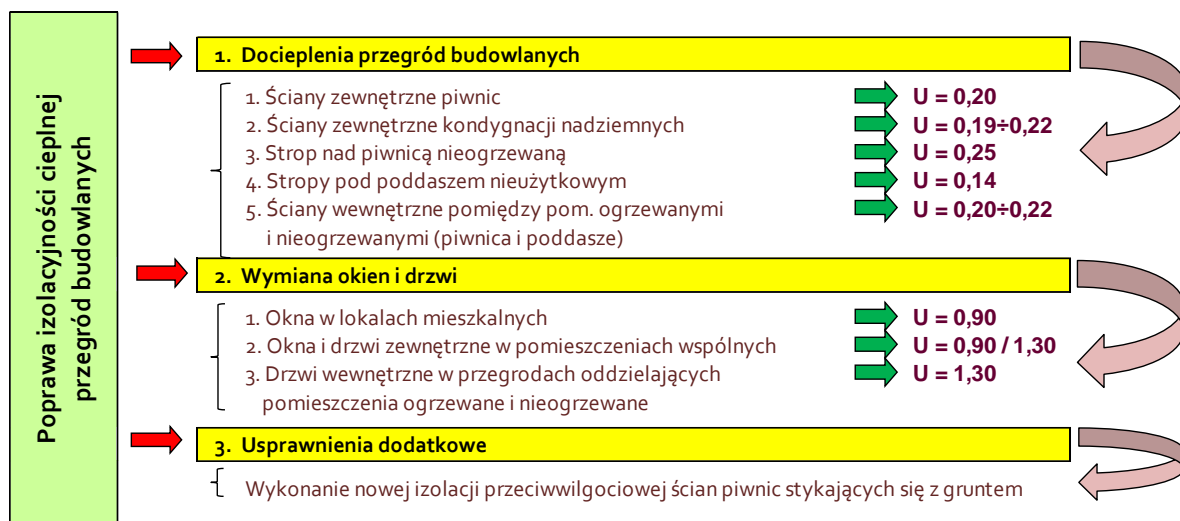 Poprawa izolacyjności cieplnej
przegród budowlanych
1. Docieplenia przegród budowlanych
1. Ściany zewnętrzne piwnic U = 0,20
2. Ściany zewnętrzne kondygnacji nadziemnych U = 0,19÷0,22
3. Strop nad piwnicą nieogrzewaną U = 0,25
4. Stropy pod poddaszem nieużytkowym U = 0,14
5. Ściany wewnętrzne pomiędzy pom. ogrzewanymi U = 0,20÷0,22
i nieogrzewanymi (piwnica i poddasze)
2. Wymiana okien i drzwi
1. Okna w lokalach mieszkalnych U = 0,90
2. Okna i drzwi zewnętrzne w pomieszczeniach wspólnych U = 0,90 / 1,30
3. Drzwi wewnętrzne w przegrodach oddzielających U = 1,30
pomieszczenia ogrzewane i nieogrzewane
3. Usprawnienia dodatkowe
Wykonanie nowej izolacji przeciwwilgociowej ścian piwnic stykających się z gruntem